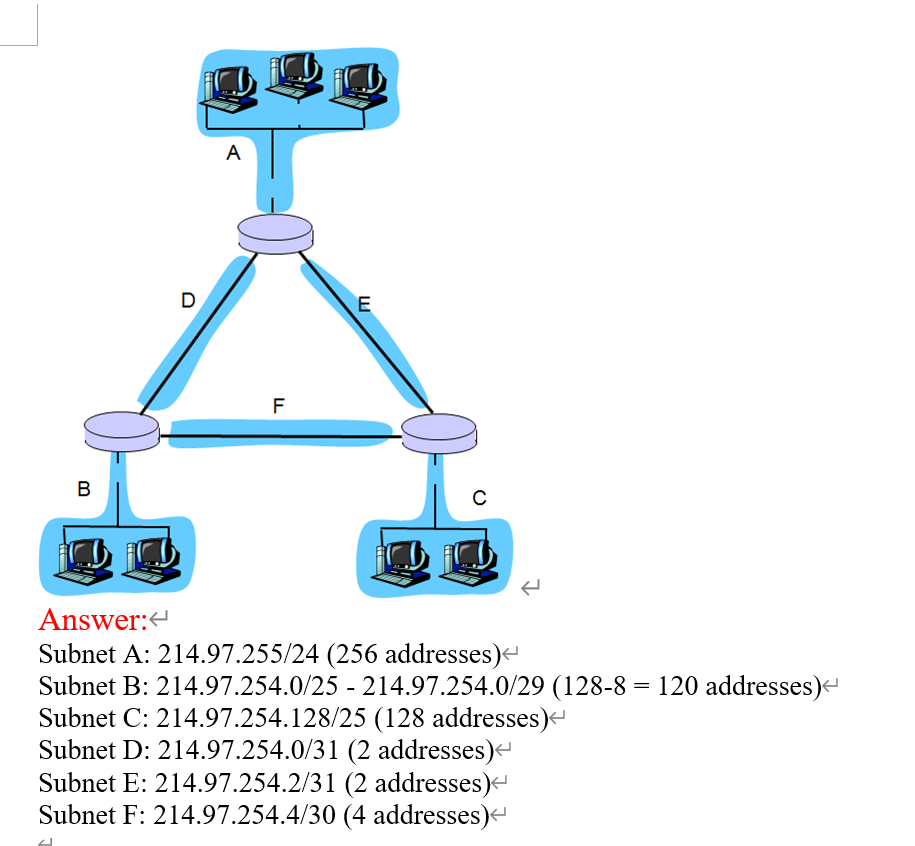 A
D
E
F
B
C
Answer:
Subnet A: 214.97.255/24 (256 addresses)
Subnet B: 214.97.254.0/25 - 214.97.254.0/29 (128-8 = 120 addresses)
Subnet C: 214.97.254.128/25 (128 addresses)
Subnet D: 214.97.254.0/31 (2 addresses)
Subnet E: 214.97.254.2/31 (2 addresses)
Subnet F: 214.97.254.4/30 (4 addresses)